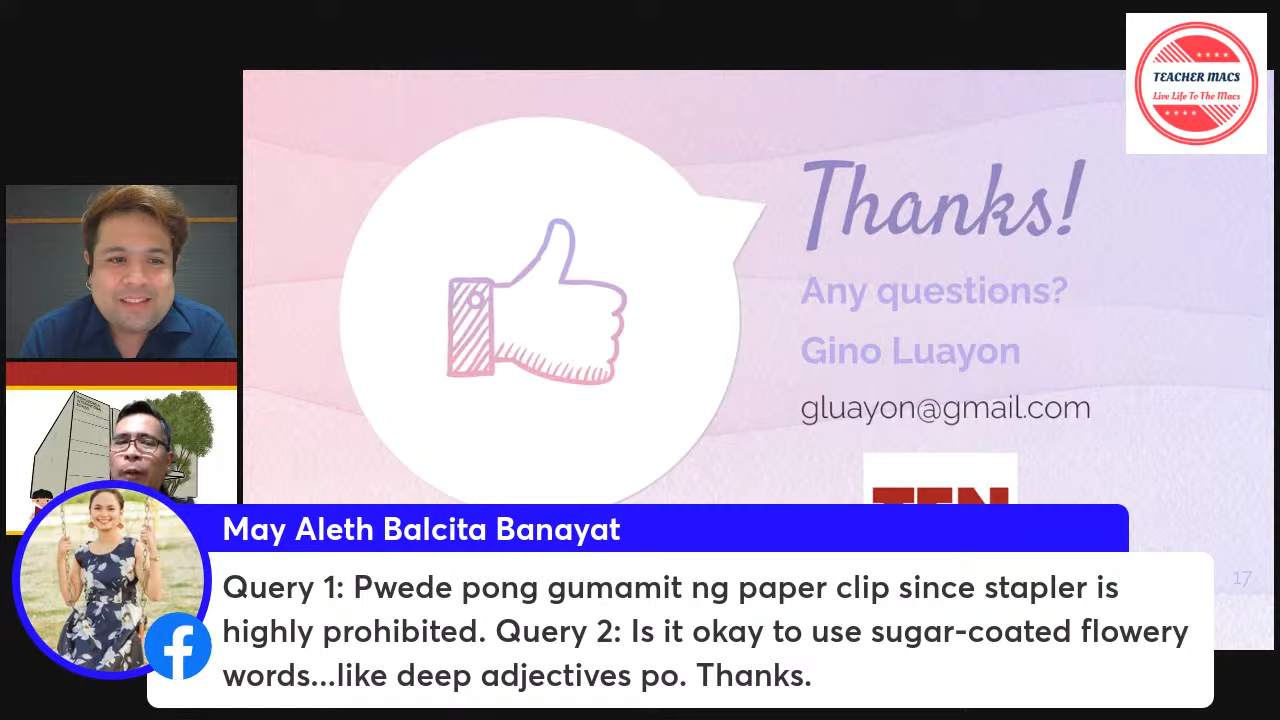 TEACHER MACS
Live Life To The Macs
Thanks!
Any questions?
Gino Luayon
gluayon@gmail.com
17
May Aleth Balcita Banayat
Query 1: Pwede pong gumamit ng paper clip since stapler is
highly prohibited. Query 2: Is it okay to use sugar-coated flowery
words...like deep adjectives po. Thanks.